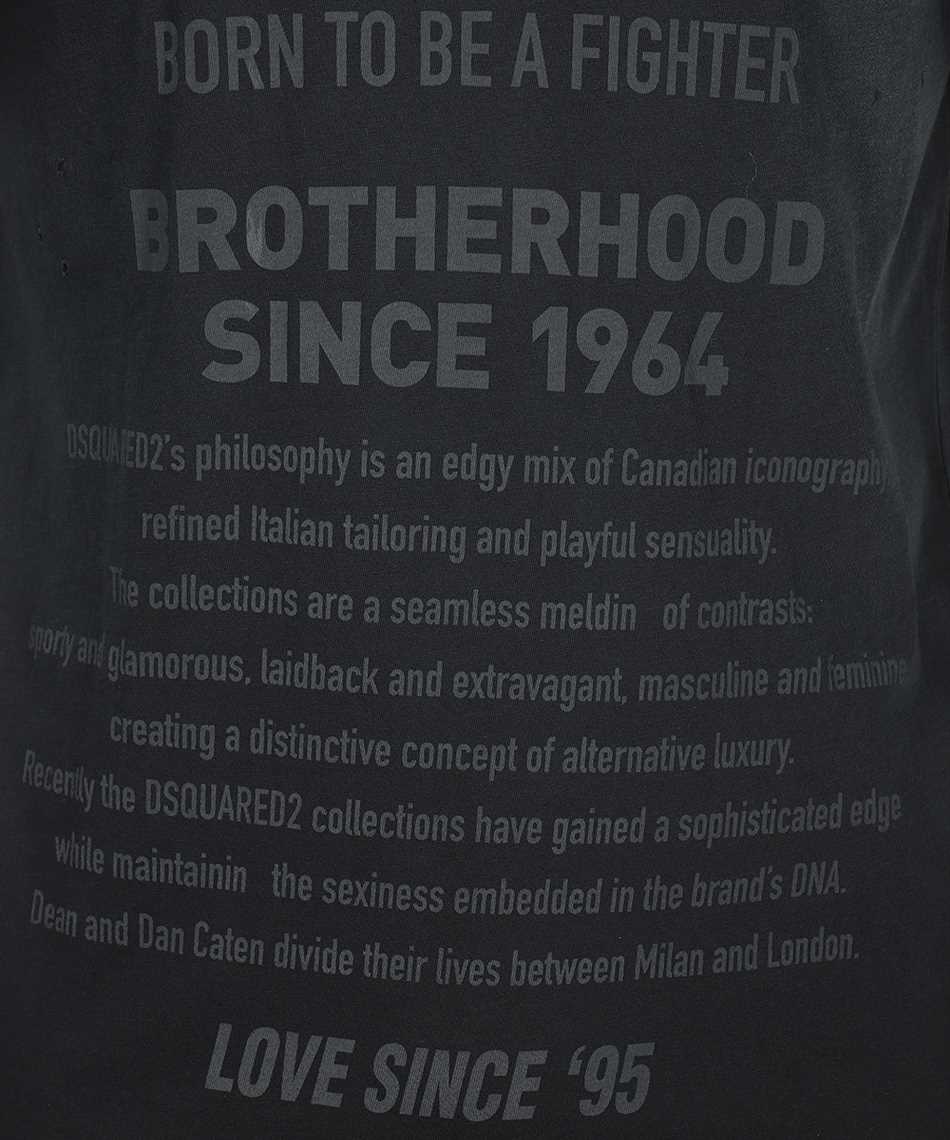 BORN TO BE A FIGHTER
BROTHERHOOD
SINCE 1964
DSQUARED2's philosophy is an edgy mix of Canadian iconography,
refined Italian tailoring and playful sensuality.
The collections are a seamless meldin of contrasts:
sporty and glamorous, laidback and extravagant, masculine and feminine,
creating a distinctive concept of alternative luxury.
Recently the DSQUARED2 collections have gained a sophisticated edge
while maintainin the sexiness embedded in the brand's DNA.
Dean and Dan Caten divide their lives between Milan and London.
LOVE SINCE '95